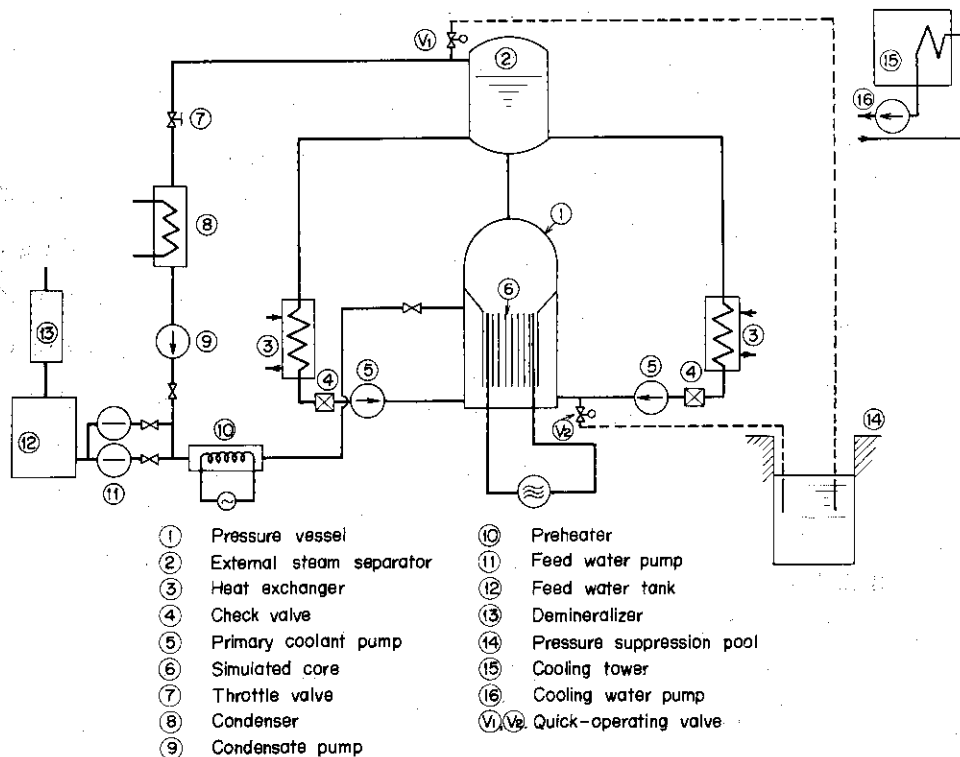 V1
2
15
16
7
1
8
6
13
9
3
3
4
5
5
4
12
10
V2
14
11
1 Pressure vessel
2 External steam separator
3 Heat exchanger
4 Check valve
5 Primary coolant pump
6 Simulated core
7 Throttle valve
8 Condenser
9 Condensate pump
10 Preheater
11 Feed water pump
12 Feed water tank
13 Demineralizer
14 Pressure suppression pool
15 Cooling tower
16 Cooling water pump
V1, V2 Quick-operating valve